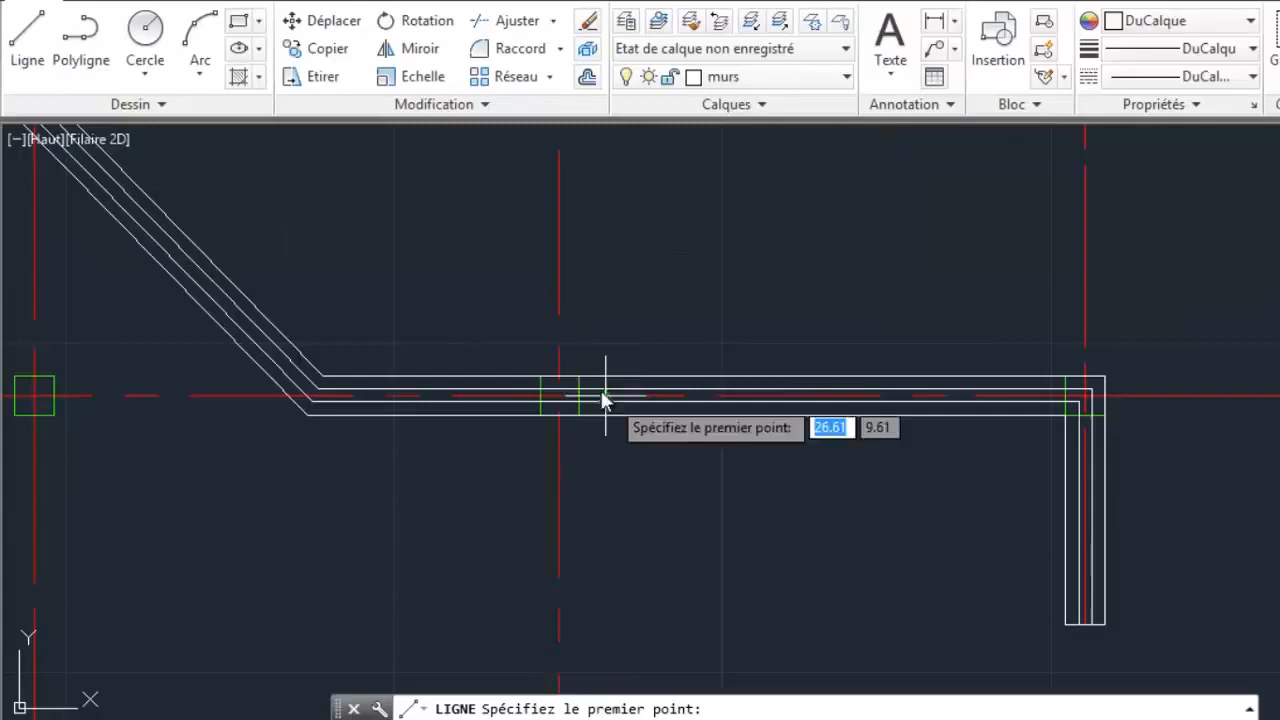 Ligne Polyligne Cercle Arc
Déplacer Rotation Ajuster
Copier Miroir Raccord
Etirer Echelle Réseau
Etat de calque non enregistré
murs
Texte
Insertion
DuCalque
DuCalqu
DuCal...
Dessin Modification Calques Annotation Bloc Propriétés
[−][Haut][Filaire 2D]
Spécifiez le premier point: 26.61 9.61
Y
X
LIGNE Spécifiez le premier point: